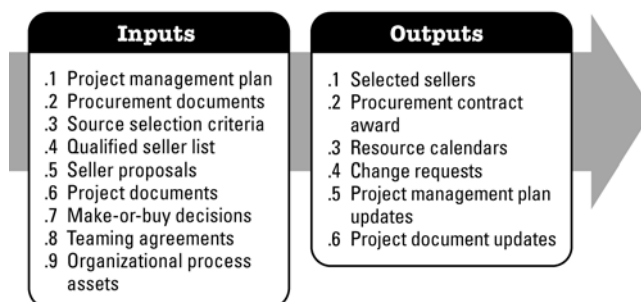 Inputs
.1 Project management plan
.2 Procurement documents
.3 Source selection criteria
.4 Qualified seller list
.5 Seller proposals
.6 Project documents
.7 Make-or-buy decisions
.8 Teaming agreements
.9 Organizational process
assets
Outputs
.1 Selected sellers
.2 Procurement contract
award
.3 Resource calendars
.4 Change requests
.5 Project management plan
updates
.6 Project document updates